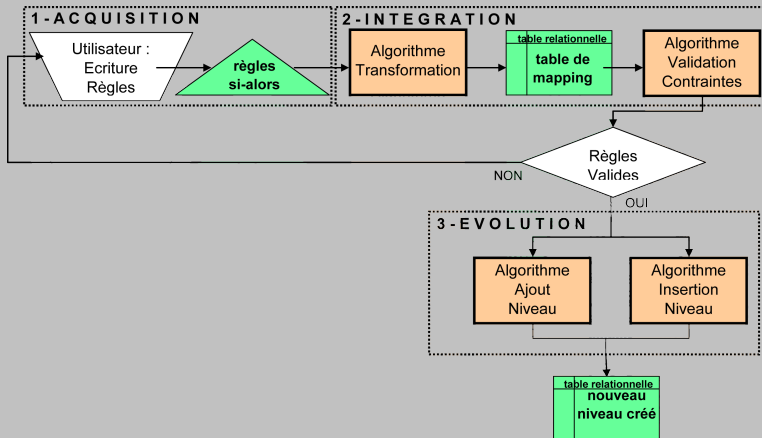 1 - A C Q U I S I T I O N
2 - I N T E G R A T I O N
Utilisateur :
Ecriture
Règles
règles
si-alors
Algorithme
Transformation
table relationnelle
table de
mapping
Algorithme
Validation
Contraintes
Règles
Valides
NON
OUI
3 - E V O L U T I O N
Algorithme
Ajout
Niveau
Algorithme
Insertion
Niveau
table relationnelle
nouveau
niveau créé